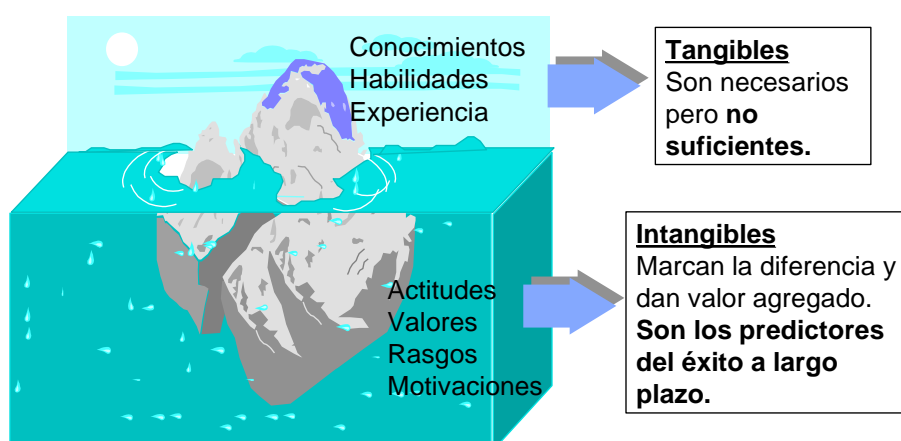 Conocimientos
Habilidades
Experiencia
Tangibles
Son necesarios
pero no
suficientes.
Actitudes
Valores
Rasgos
Motivaciones
Intangibles
Marcan la diferencia y
dan valor agregado.
Son los predictores
del éxito a largo
plazo.